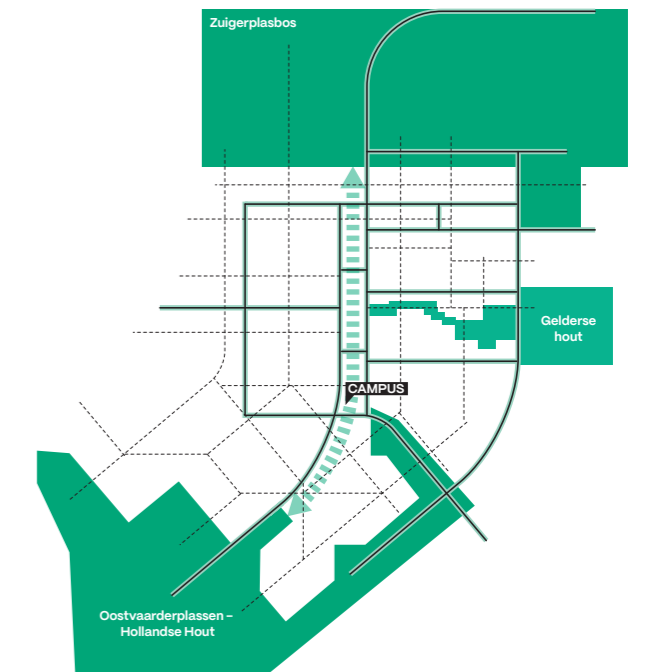 Zuigerplasbos
Gelderse
hout
CAMPUS
Oostvaarderplassen –
Hollandse Hout